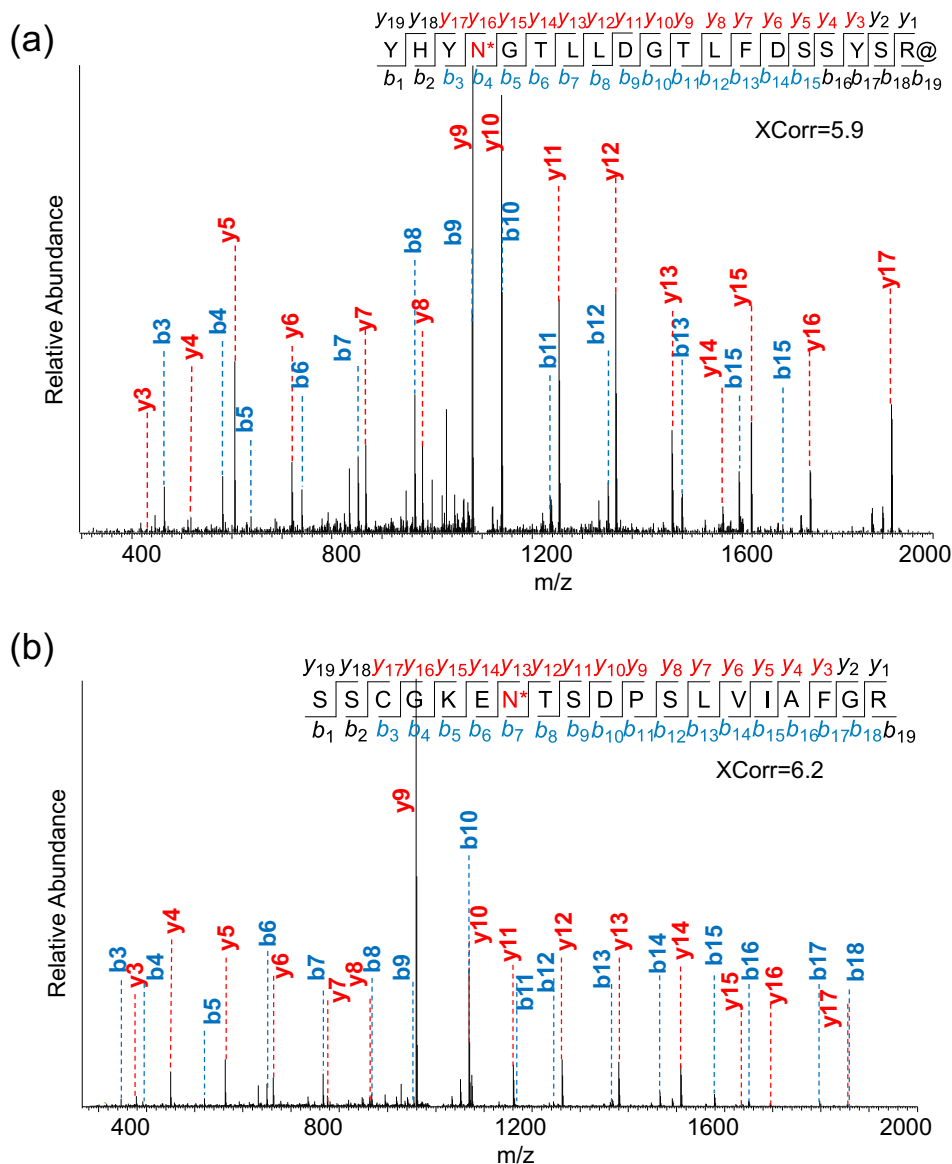 (a)
y19 y18 y17 y16 y15 y14 y13 y12 y11 y10 y9 y8 y7 y6 y5 y4 y3 y2 y1
Y H Y N* G T L L D G T L F D S S Y S R@
b1 b2 b3 b4 b5 b6 b7 b8 b9 b10 b11 b12 b13 b14 b15 b16 b17 b18 b19
XCorr=5.9
Relative Abundance
y3 b3 y4 b4 y5 b5 y6 b6 b7 y7 b8 y8 b9 y9 y10 b10 b11 y11 b12 y12 y13 b13 y14 b15 y15 b15 y16 y17
400 800 1200 1600 2000
m/z
(b)
y19 y18 y17 y16 y15 y14 y13 y12 y11 y10 y9 y8 y7 y6 y5 y4 y3 y2 y1
S S C G K E N* T S D P S L V I A F G R
b1 b2 b3 b4 b5 b6 b7 b8 b9 b10 b11 b12 b13 b14 b15 b16 b17 b18 b19
XCorr=6.2
Relative Abundance
b3 y3 b4 y4 b5 y5 b6 y6 b7 y7 y8 b8 b9 y9 b10 y10 y11 b11 b12 y12 b13 y13 b14 y14 b15 y15 b16 y16 b17 y17 b18
400 800 1200 1600 2000
m/z